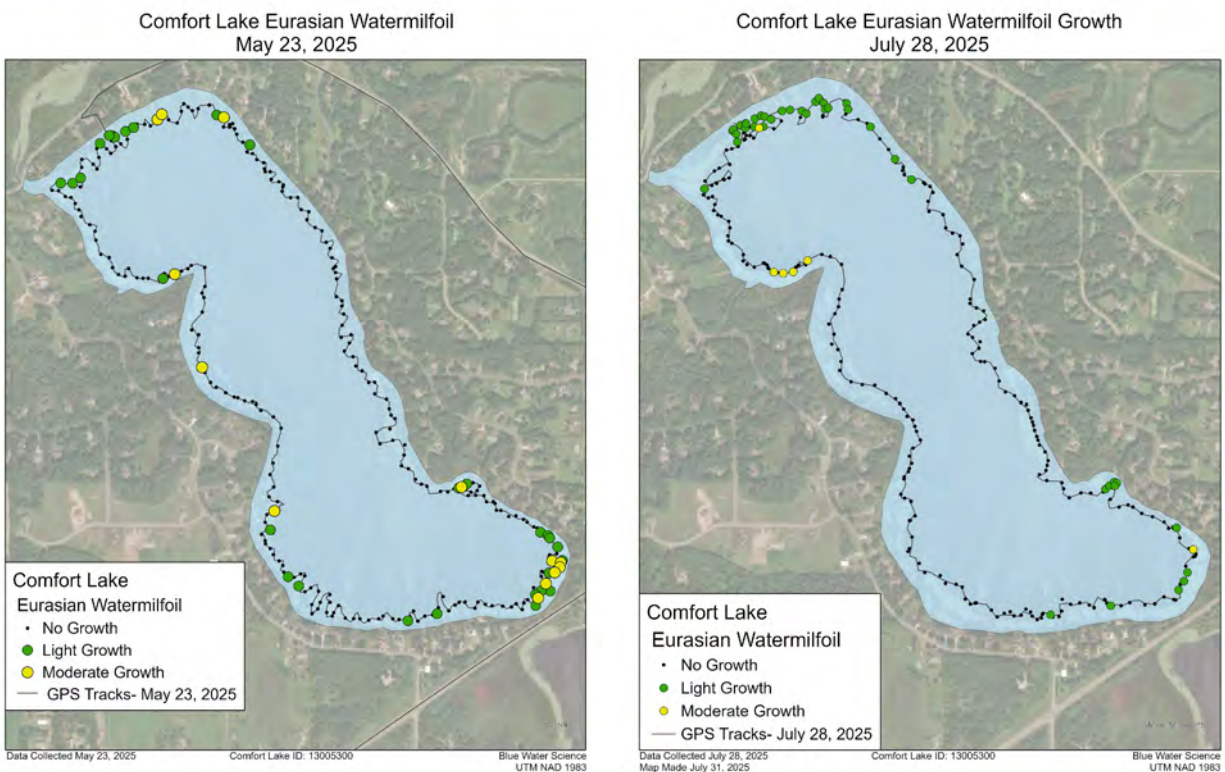 Comfort Lake Eurasian Watermilfoil
May 23, 2025
Comfort Lake
Eurasian Watermilfoil
No Growth
Light Growth
Moderate Growth
GPS Tracks- May 23, 2025
Data Collected May 23, 2025
Comfort Lake ID: 13005300
Blue Water Science
UTM NAD 1983
Comfort Lake Eurasian Watermilfoil Growth
July 28, 2025
Comfort Lake
Eurasian Watermilfoil
No Growth
Light Growth
Moderate Growth
GPS Tracks- July 28, 2025
Data Collected July 28, 2025
Map Made July 31, 2025
Comfort Lake ID: 13005300
Blue Water Science
UTM NAD 1983